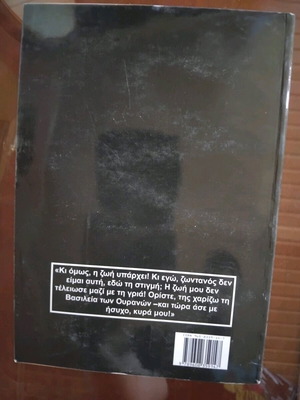 «Κι όμως, η ζωή υπάρχει! Κι εγώ, ζωντανός δεν
είμαι αυτή, εδώ τη στιγμή; Η ζωή μου δεν
τέλειωσε μαζί με τη γριά! Ορίστε, της χαρίζω τη
Βασιλεία των Ουρανών –και τώρα άσε με
ήσυχο, κυρά μου!»